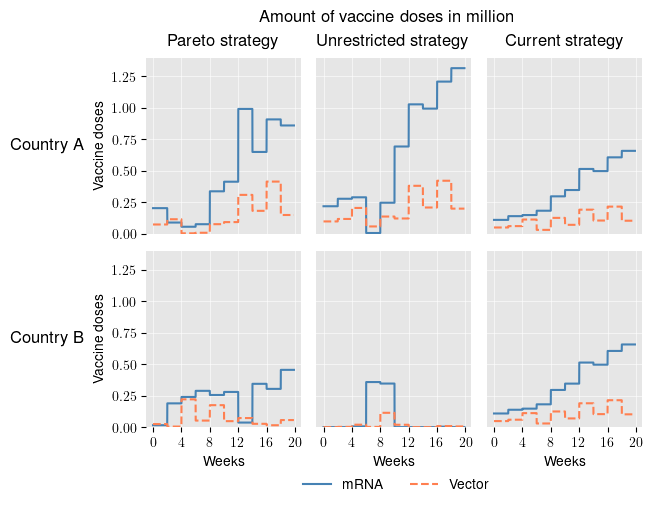 Amount of vaccine doses in million
Pareto strategy Unrestricted strategy Current strategy
Country A
Vaccine doses
1.25
1.00
0.75
0.50
0.25
0.00
Country B
Vaccine doses
1.25
1.00
0.75
0.50
0.25
0.00
0 4 8 12 16 20 0 4 8 12 16 20 0 4 8 12 16 20
Weeks Weeks Weeks
mRNA Vector